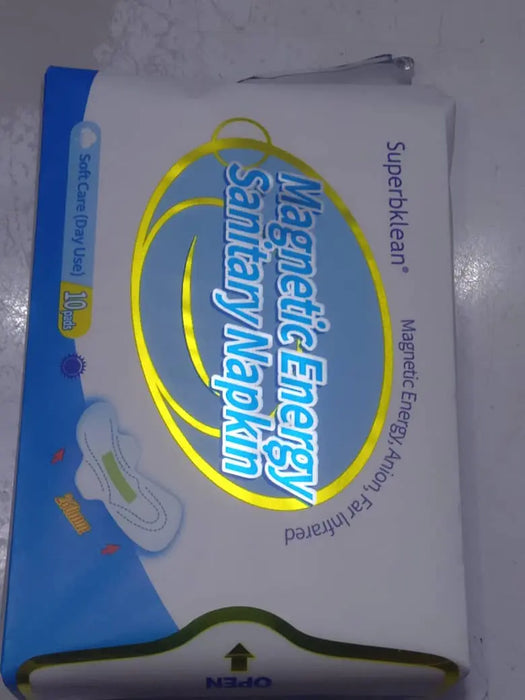 Superbklean®
Magnetic Energy, Anion, Far Infrared
Magnetic Energy
Sanitary Napkin
Soft Care (Day Use)
10 pads
OPEN